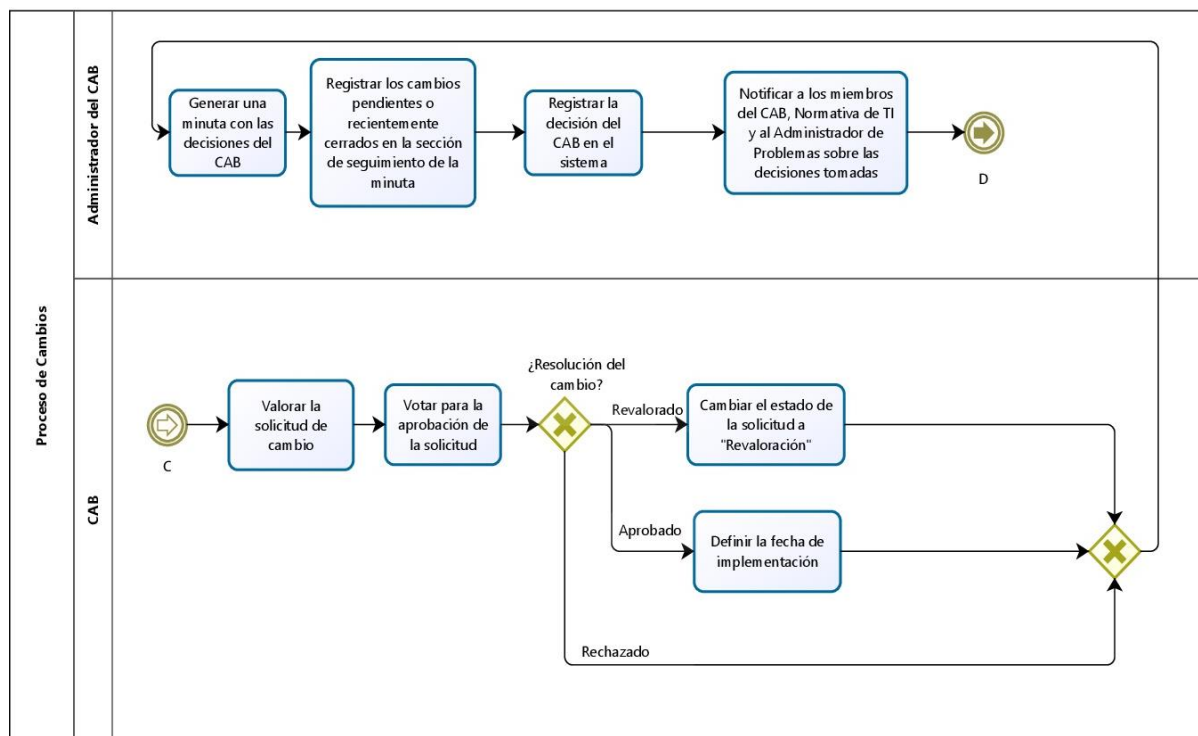 Proceso de Cambios
Administrador del CAB
Generar una
minuta con las
decisiones del
CAB
Registrar los cambios
pendientes o
recientemente
cerrados en la sección
de seguimiento de la
minuta
Registrar la
decisión del
CAB en el
sistema
Notificar a los miembros
del CAB, Normativa de TI
y al Administrador de
Problemas sobre las
decisiones tomadas
D
CAB
C
Valorar la
solicitud de
cambio
Votar para la
aprobación de
la solicitud
¿Resolución del
cambio?
Revalorado
Cambiar el estado de
la solicitud a
"Revaloración"
Aprobado
Definir la fecha de
implementación
Rechazado